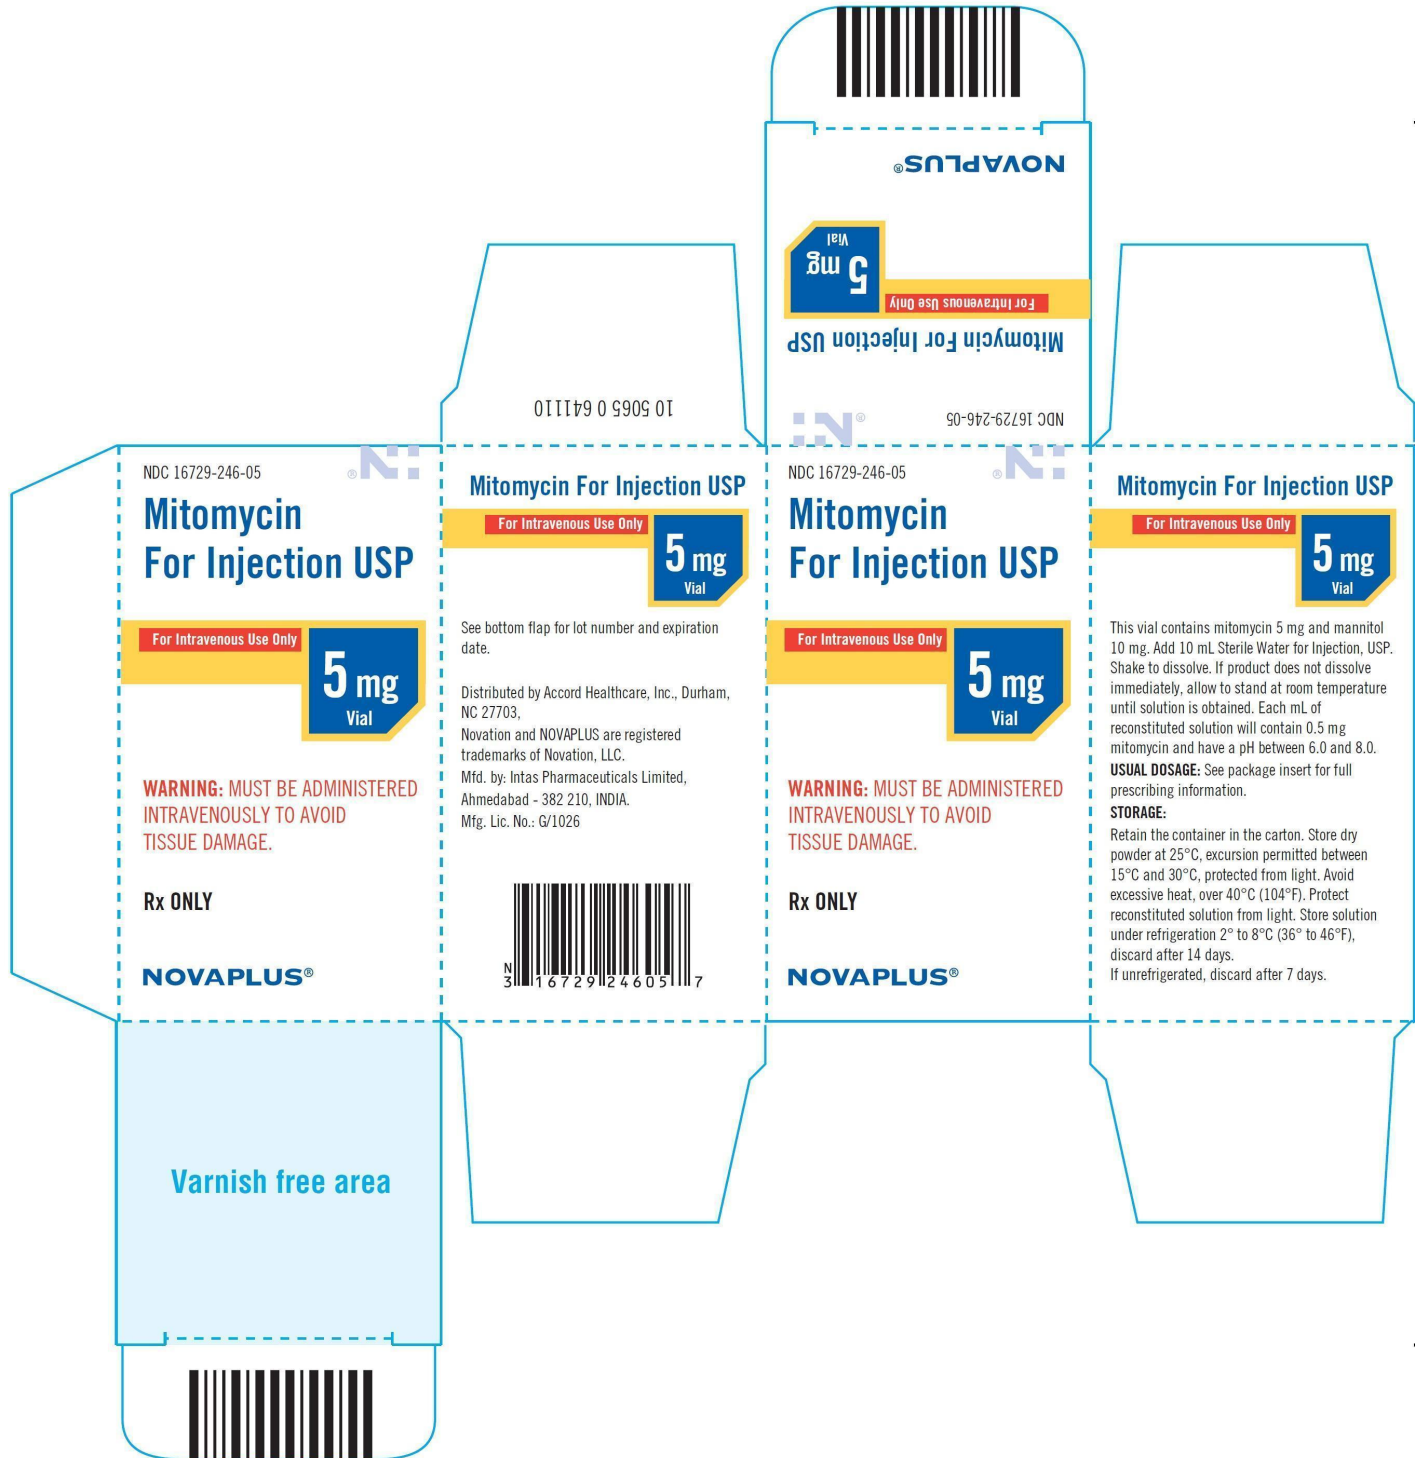 NOVAPLUS®
5 mg
Vial
For Intravenous Use Only
Mitomycin For Injection USP
N®
NDC 16729-246-05
10 5065 0 641110
NDC 16729-246-05
N®
Mitomycin
For Injection USP
For Intravenous Use Only
5 mg
Vial
WARNING: MUST BE ADMINISTERED
INTRAVENOUSLY TO AVOID
TISSUE DAMAGE.
Rx ONLY
NOVAPLUS®
Varnish free area
Mitomycin For Injection USP
For Intravenous Use Only
5 mg
Vial
See bottom flap for lot number and expiration
date.
Distributed by Accord Healthcare, Inc., Durham,
NC 27703,
Novation and NOVAPLUS are registered
trademarks of Novation, LLC.
Mfd. by: Intas Pharmaceuticals Limited,
Ahmedabad - 382 210, INDIA.
Mfg. Lic. No.: G/1026
N
3 16729 24605 7
NDC 16729-246-05
N®
Mitomycin
For Injection USP
For Intravenous Use Only
5 mg
Vial
WARNING: MUST BE ADMINISTERED
INTRAVENOUSLY TO AVOID
TISSUE DAMAGE.
Rx ONLY
NOVAPLUS®
Mitomycin For Injection USP
For Intravenous Use Only
5 mg
Vial
This vial contains mitomycin 5 mg and mannitol
10 mg. Add 10 mL Sterile Water for Injection, USP.
Shake to dissolve. If product does not dissolve
immediately, allow to stand at room temperature
until solution is obtained. Each mL of
reconstituted solution will contain 0.5 mg
mitomycin and have a pH between 6.0 and 8.0.
USUAL DOSAGE: See package insert for full
prescribing information.
STORAGE:
Retain the container in the carton. Store dry
powder at 25°C, excursion permitted between
15°C and 30°C, protected from light. Avoid
excessive heat, over 40°C (104°F). Protect
reconstituted solution from light. Store solution
under refrigeration 2° to 8°C (36° to 46°F),
discard after 14 days.
If unrefrigerated, discard after 7 days.